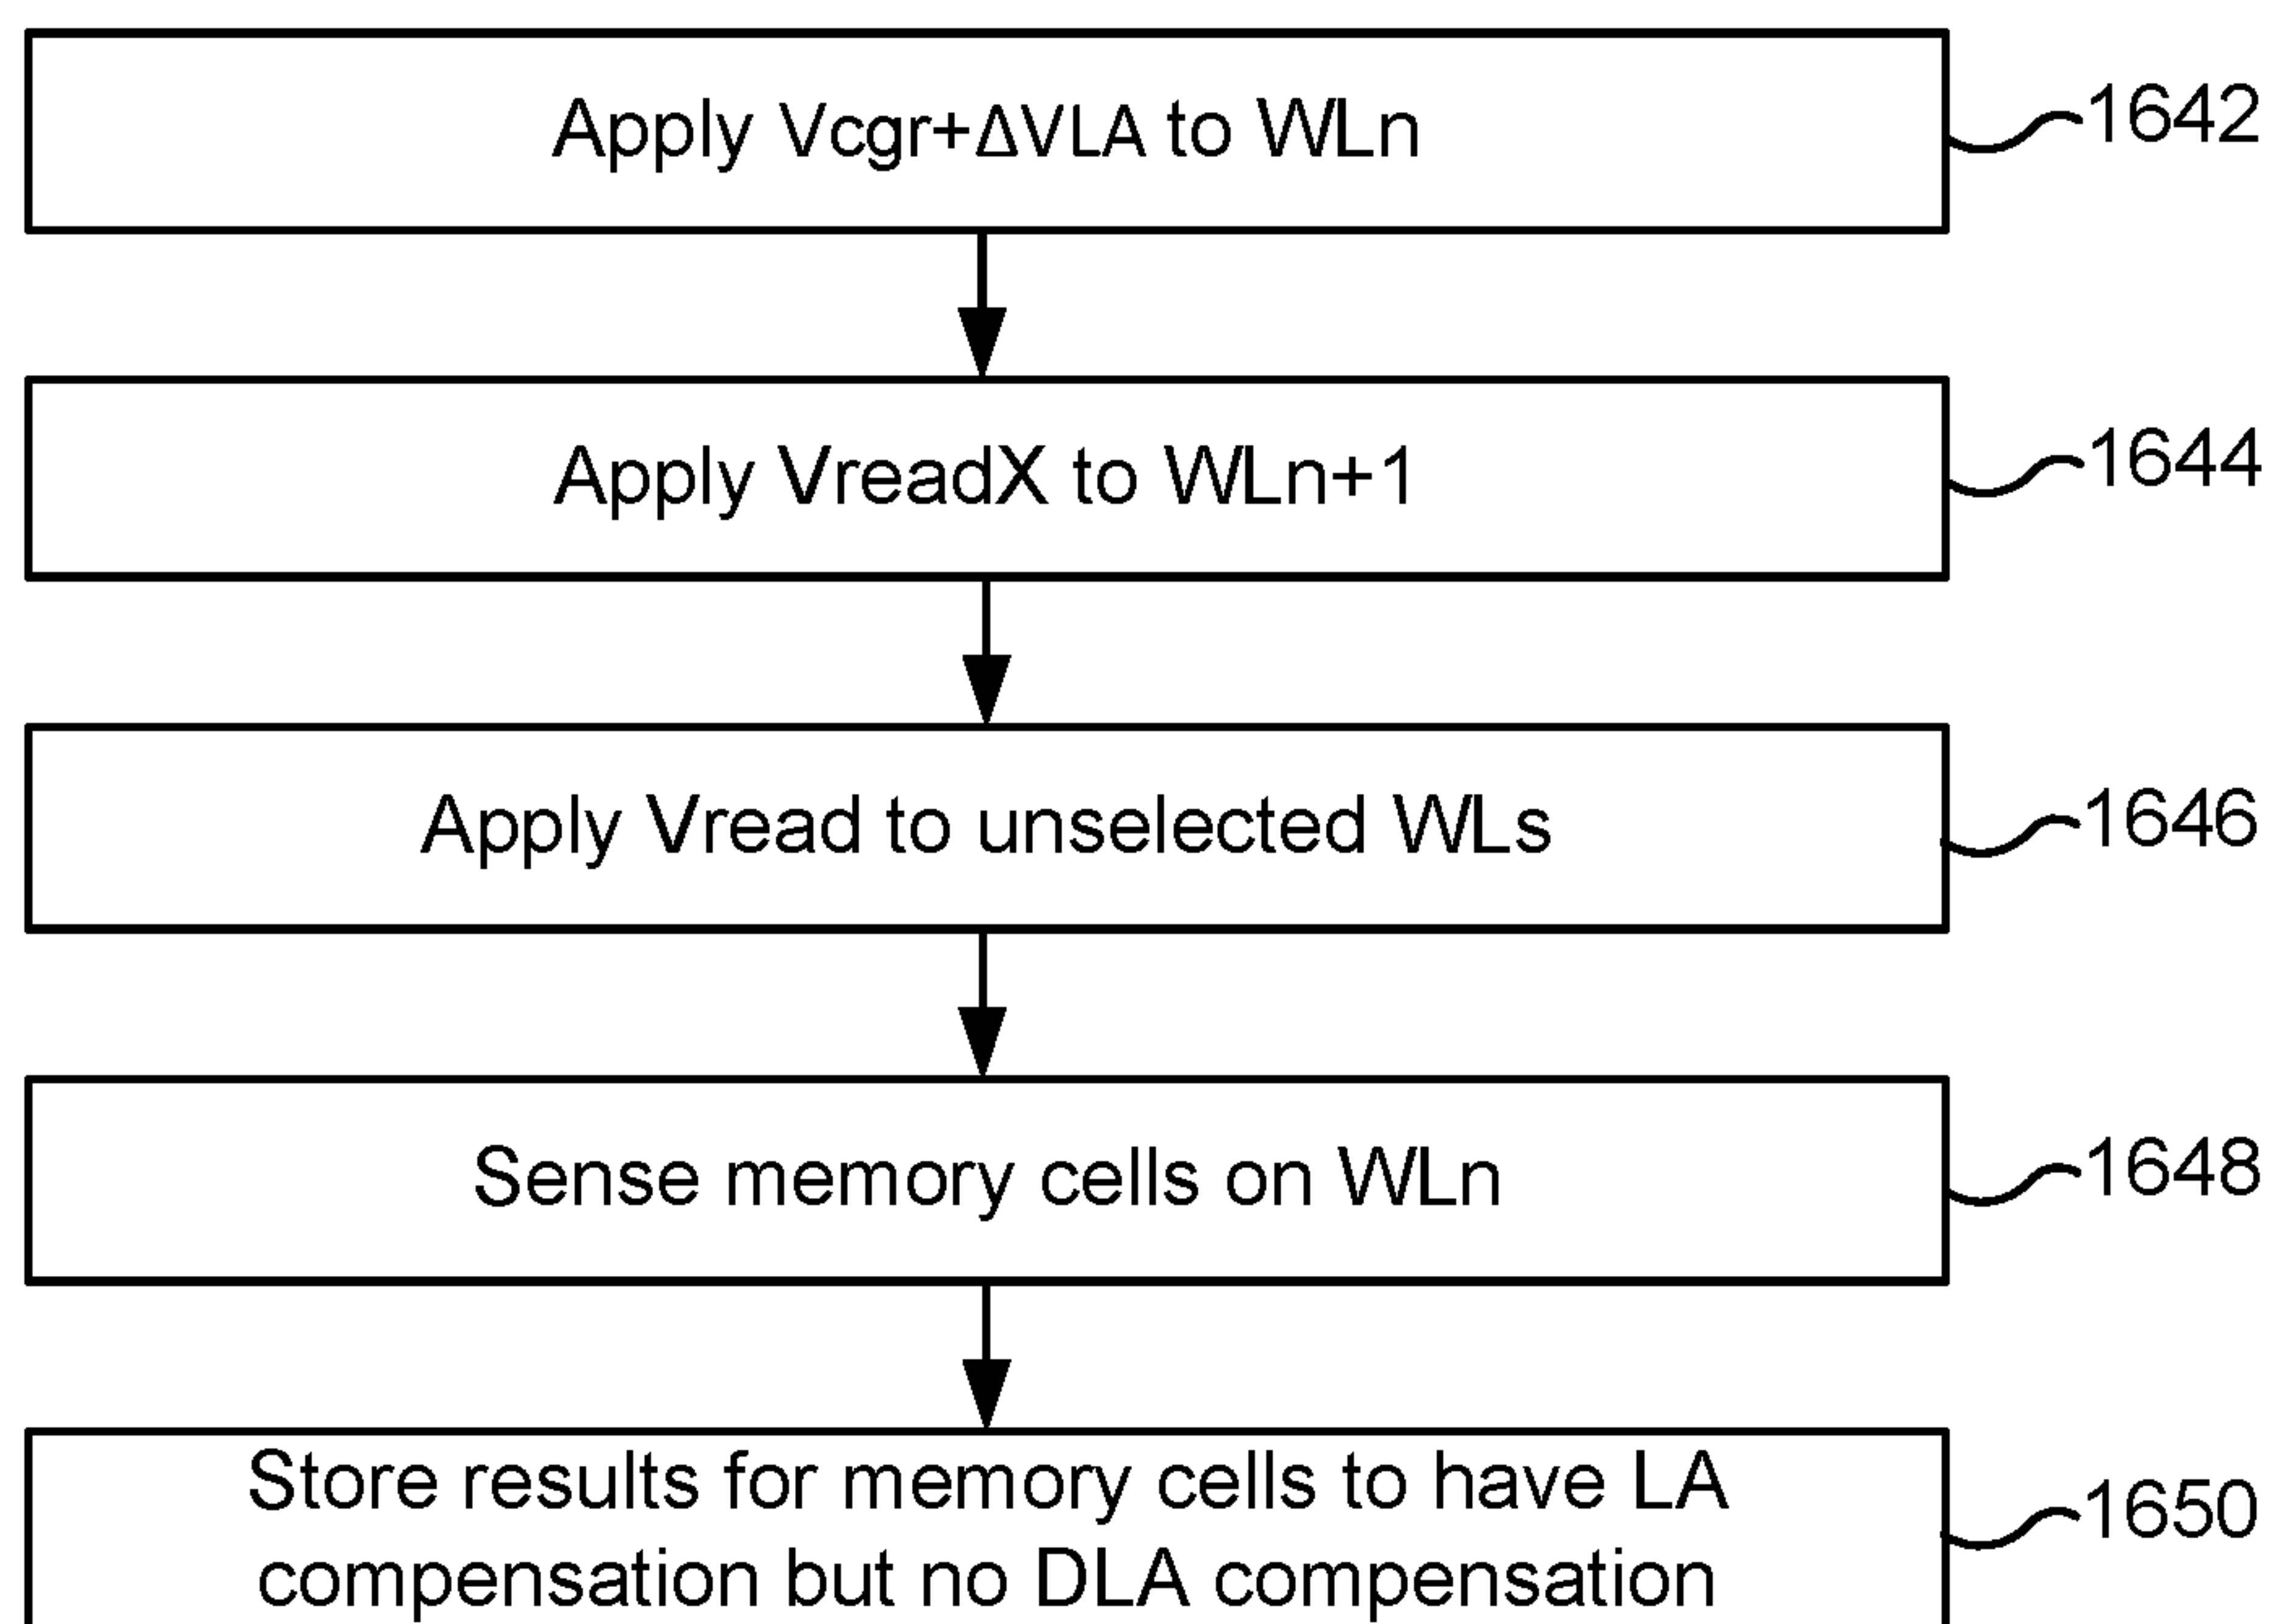 Apply Vcgr+ΔVLA to WLn
1642
Apply VreadX to WLn+1
1644
Apply Vread to unselected WLs
1646
Sense memory cells on WLn
1648
Store results for memory cells to have LA
compensation but no DLA compensation
1650